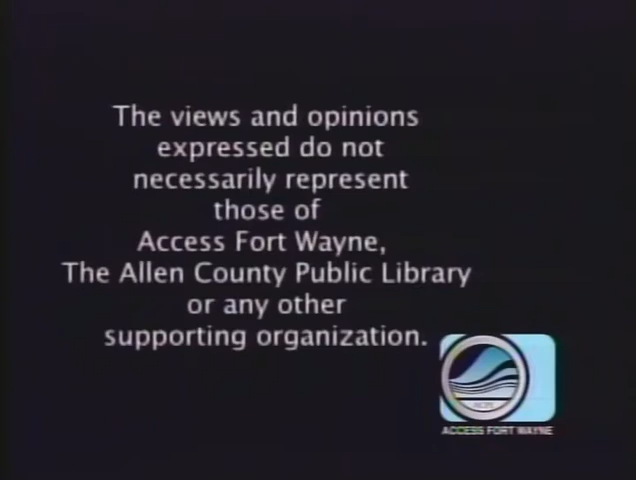 The views and opinions
expressed do not
necessarily represent
those of
Access Fort Wayne,
The Allen County Public Library
or any other
supporting organization.
ACCESS FORT WAYNE